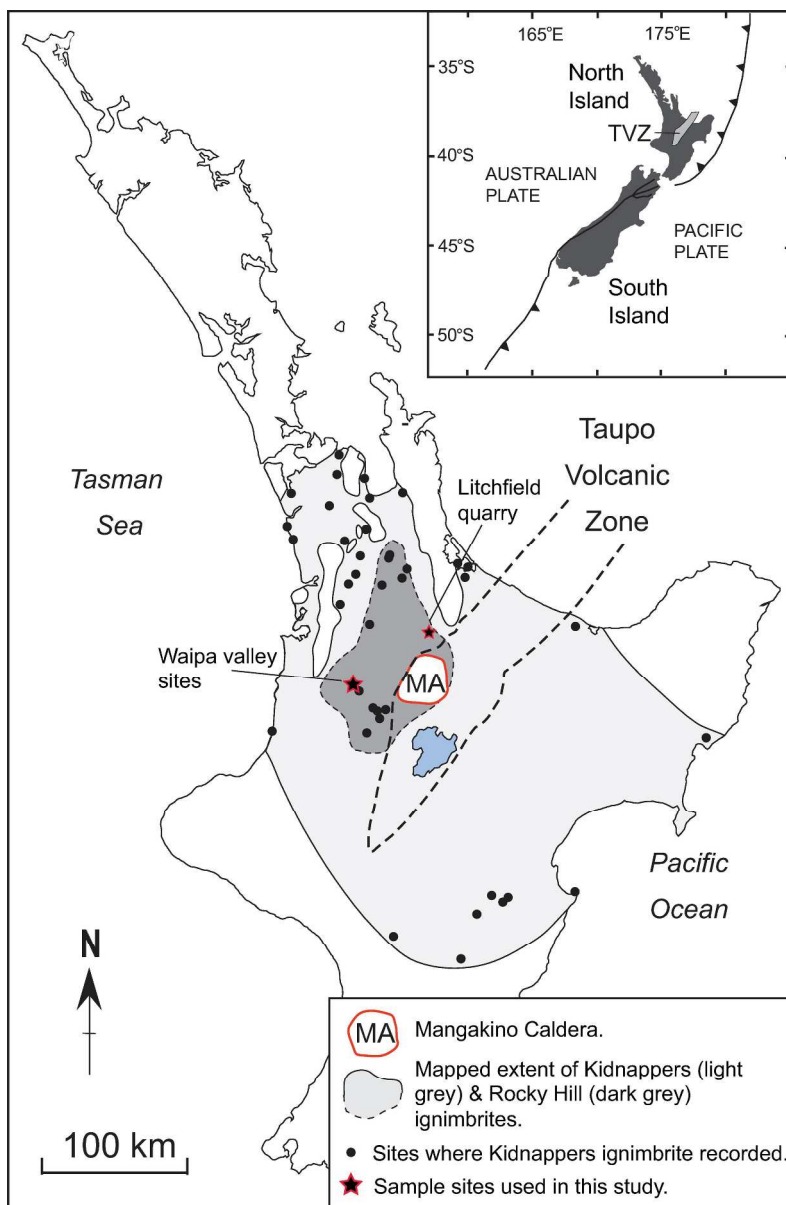 165°E
175°E
35°S
40°S
45°S
50°S
North
Island
TVZ
AUSTRALIAN
PLATE
PACIFIC
PLATE
South
Island
Tasman
Sea
Taupo
Volcanic
Zone
Litchfield
quarry
Waipa valley
sites
MA
Pacific
Ocean
N
100 km
MA
Mangakino Caldera.
Mapped extent of Kidnappers (light
grey) & Rocky Hill (dark grey)
ignimbrites.
Sites where Kidnappers ignimbrite recorded.
Sample sites used in this study.